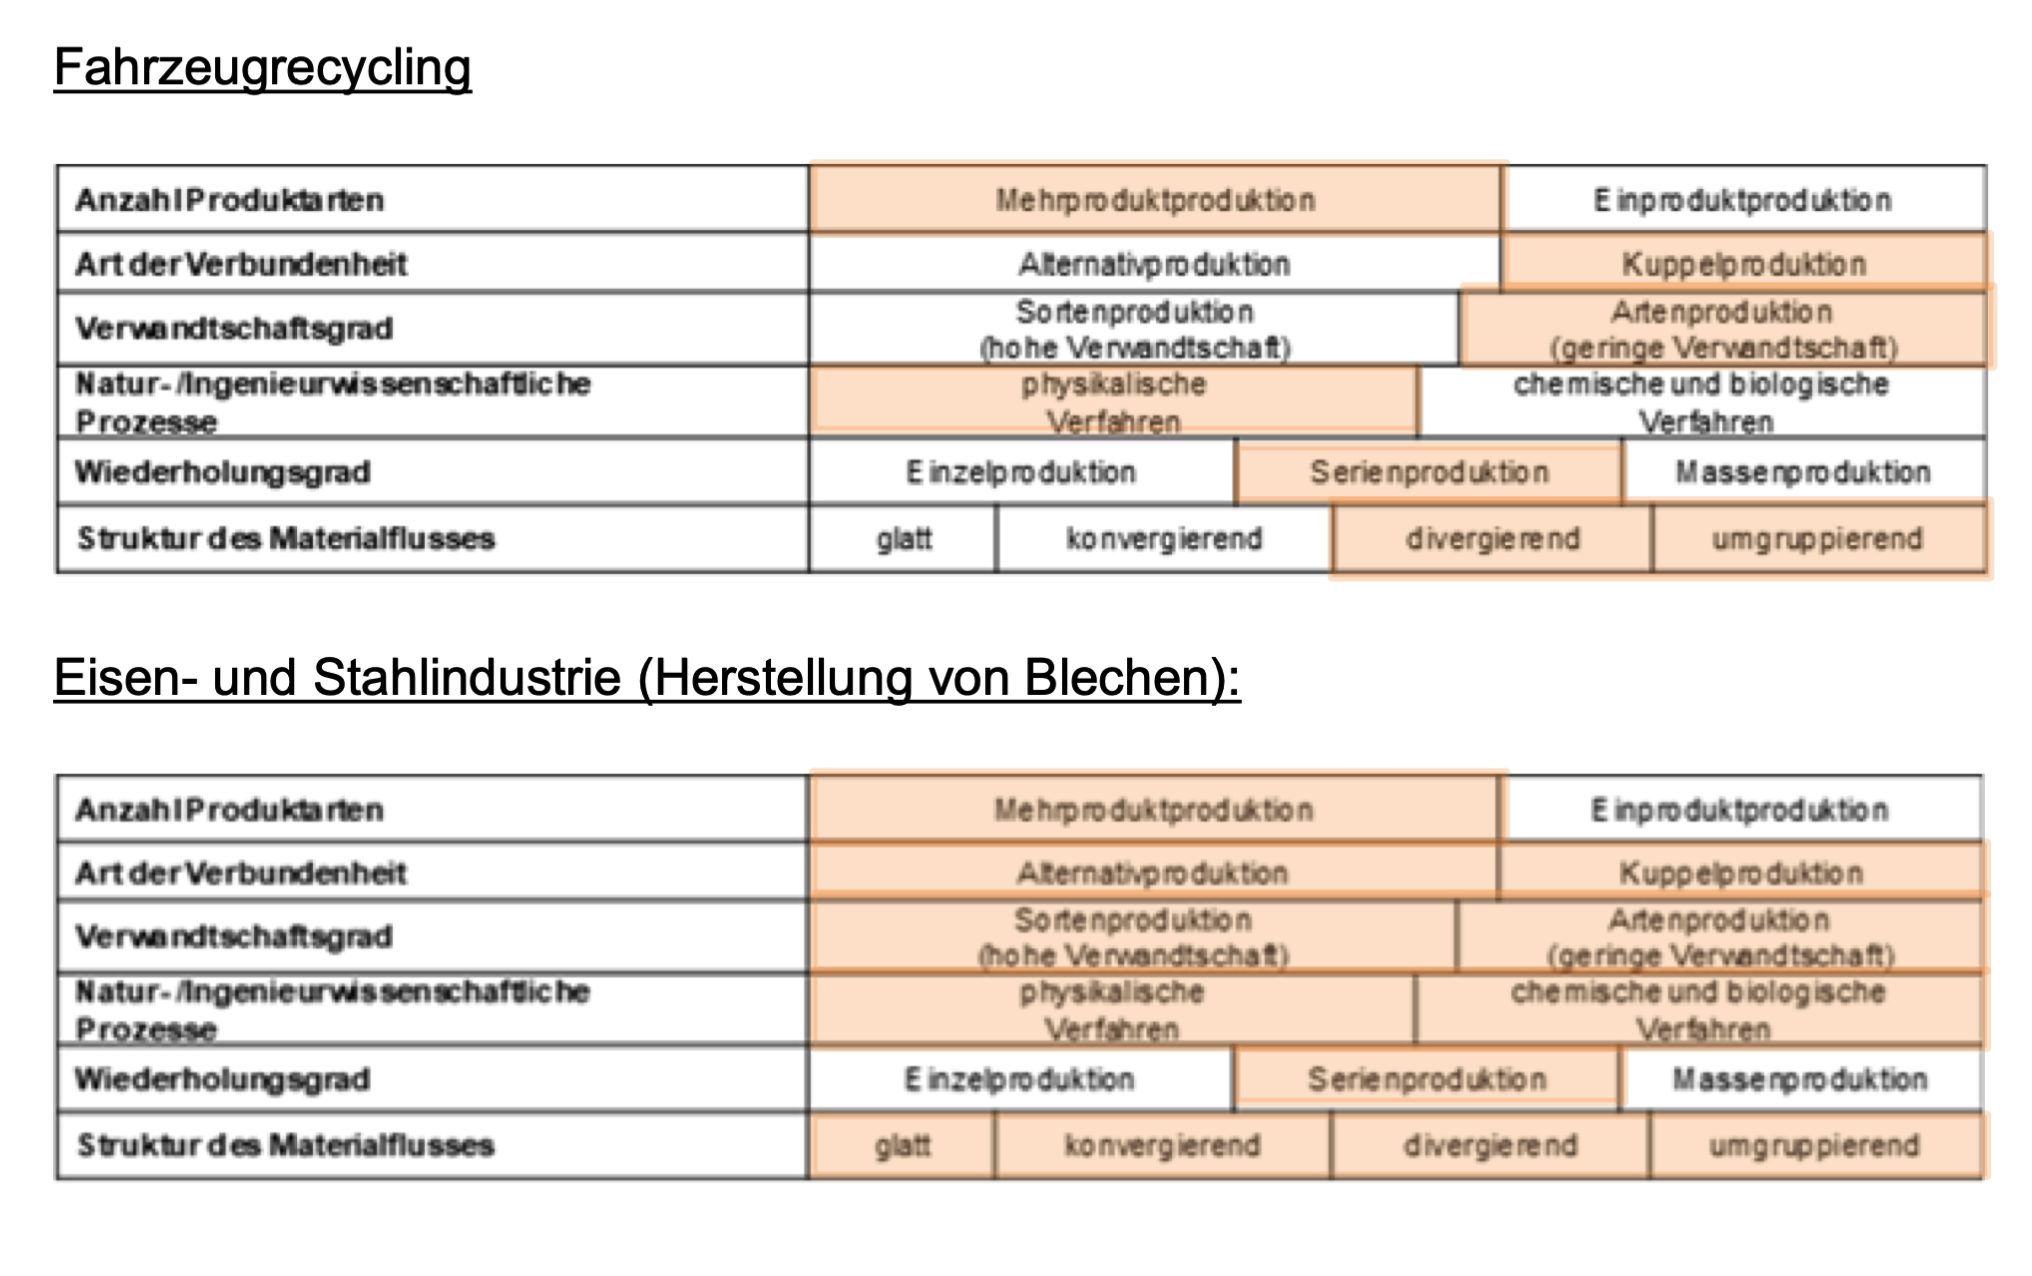 Fahrzeugrecycling
Anzahl Produktarten Mehrproduktproduktion Einproduktproduktion
Art der Verbundenheit Alternativproduktion Kuppelproduktion
Verwandtschaftsgrad Sortenproduktion (hohe Verwandtschaft) Artenproduktion (geringe Verwandtschaft)
Natur-/Ingenieurwissenschaftliche Prozesse physikalische Verfahren chemische und biologische Verfahren
Wiederholungsgrad Einzelproduktion Serienproduktion Massenproduktion
Struktur des Materialflusses glatt konvergierend divergierend umgruppierend
Eisen- und Stahlindustrie (Herstellung von Blechen):
Anzahl Produktarten Mehrproduktproduktion Einproduktproduktion
Art der Verbundenheit Alternativproduktion Kuppelproduktion
Verwandtschaftsgrad Sortenproduktion (hohe Verwandtschaft) Artenproduktion (geringe Verwandtschaft)
Natur-/Ingenieurwissenschaftliche Prozesse physikalische Verfahren chemische und biologische Verfahren
Wiederholungsgrad Einzelproduktion Serienproduktion Massenproduktion
Struktur des Materialflusses glatt konvergierend divergierend umgruppierend